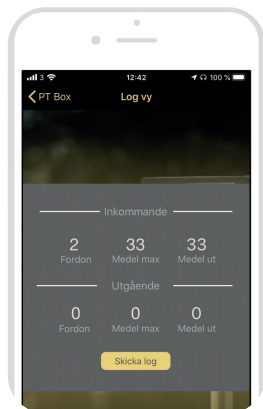 3 12:42 100 %
PT Box Log vy
Inkommande
2 33 33
Fordon Medel max Medel ut
Utgående
0 0 0
Fordon Medel max Medel ut
Skicka log